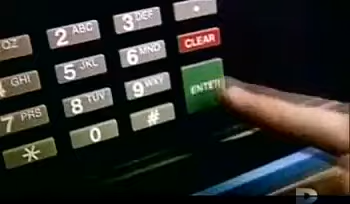 QZ 2 ABC 3 DEF
GHI 5 JKL 6 MNO CLEAR
7 PRS 8 TUV 9 WXY ENTER
* 0 #